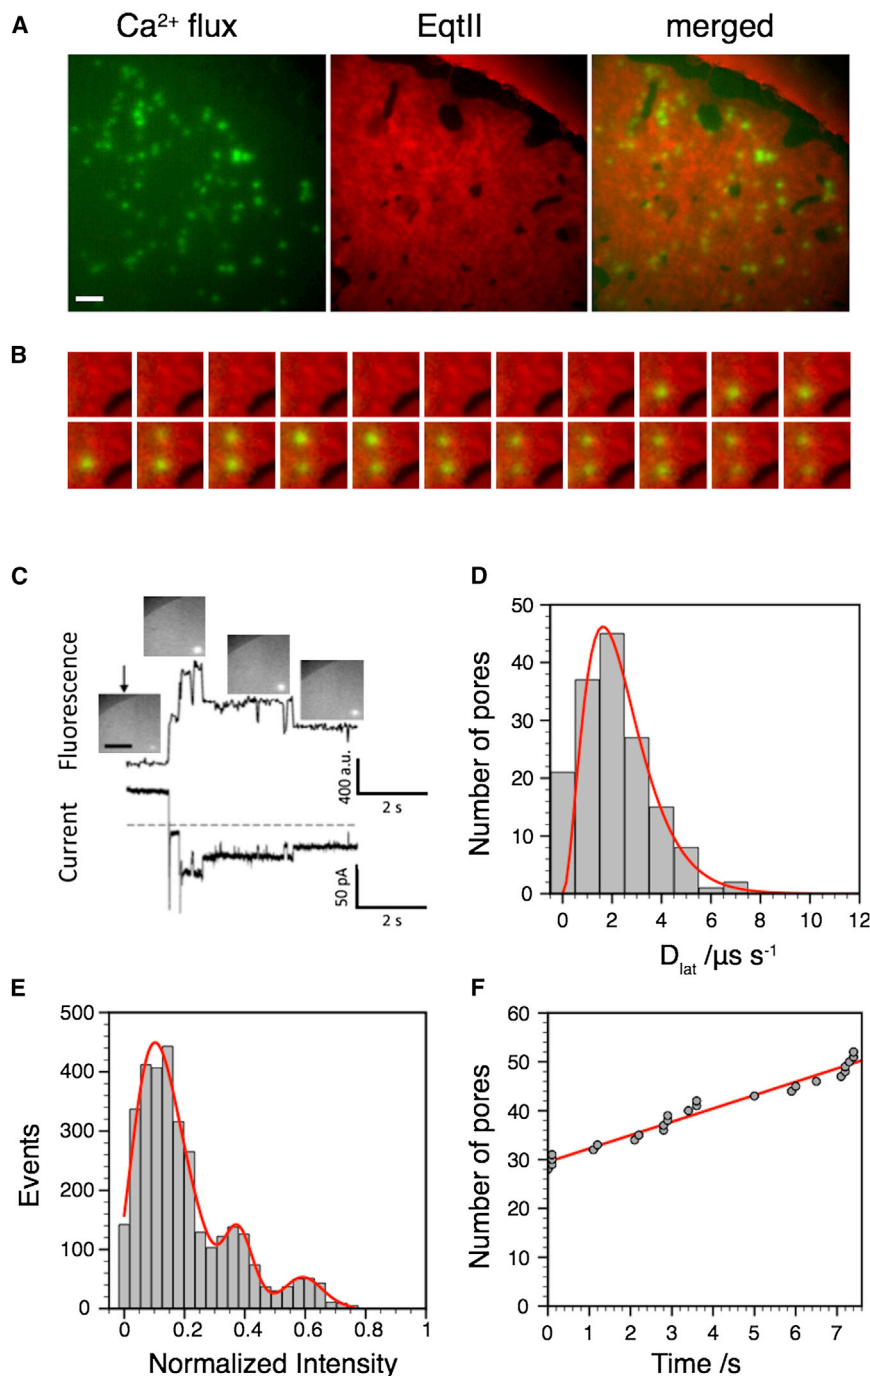 A
Ca²⁺ flux
EqtII
merged
B
C
Fluorescence
400 a.u.
2 s
Current
50 pA
2 s
D
Number of pores
50
40
30
20
10
0
0 2 4 6 8 10 12
D_lat /µs s⁻¹
E
Events
500
400
300
200
100
0
0 0.2 0.4 0.6 0.8 1
Normalized Intensity
F
Number of pores
60
50
40
30
20
10
0
0 1 2 3 4 5 6 7
Time /s